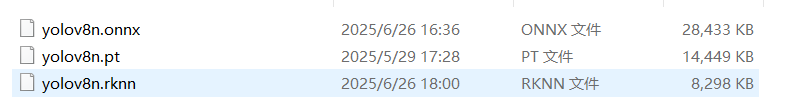 yolov8n.onnx 2025/6/26 16:36 ONNX 文件 28,433 KB
yolov8n.pt 2025/5/29 17:28 PT 文件 14,449 KB
yolov8n.rknn 2025/6/26 18:00 RKNN 文件 8,298 KB